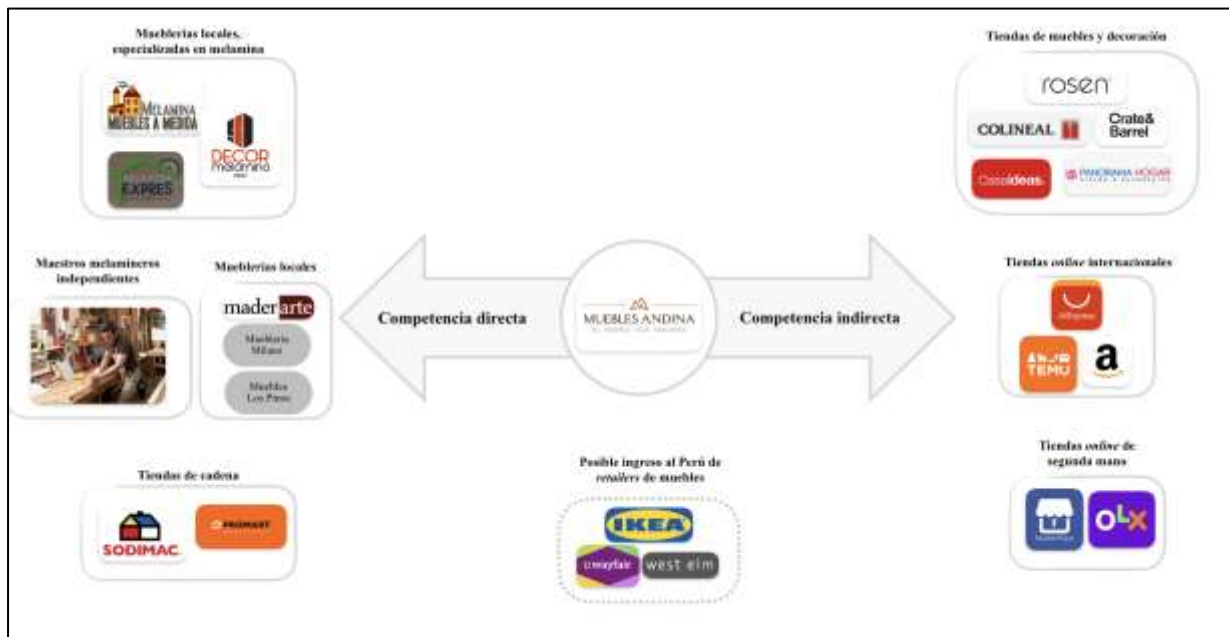 Mueblerías locales,
especializadas en melamina
MELAMINA
MUEBLES A MEDIDA
DECOR
melamina
EXPRES
Maestros melamineros
independientes
Mueblerías locales
maderarte
Mueblería
Milano
Muebles
Tiendas de cadena
SODIMAC
PROMART
Competencia directa
MUEBLES ANDINA
Competencia indirecta
Posible ingreso al Perú de
retailers de muebles
IKEA
wayfair
west elm
Tiendas de muebles y decoración
rosen
COLINEAL
Crate&
Barrel
Casaideas
PANORAMA HOGAR
Tiendas online internacionales
AliExpress
TEMU
a
Tiendas online de
segunda mano
OLX